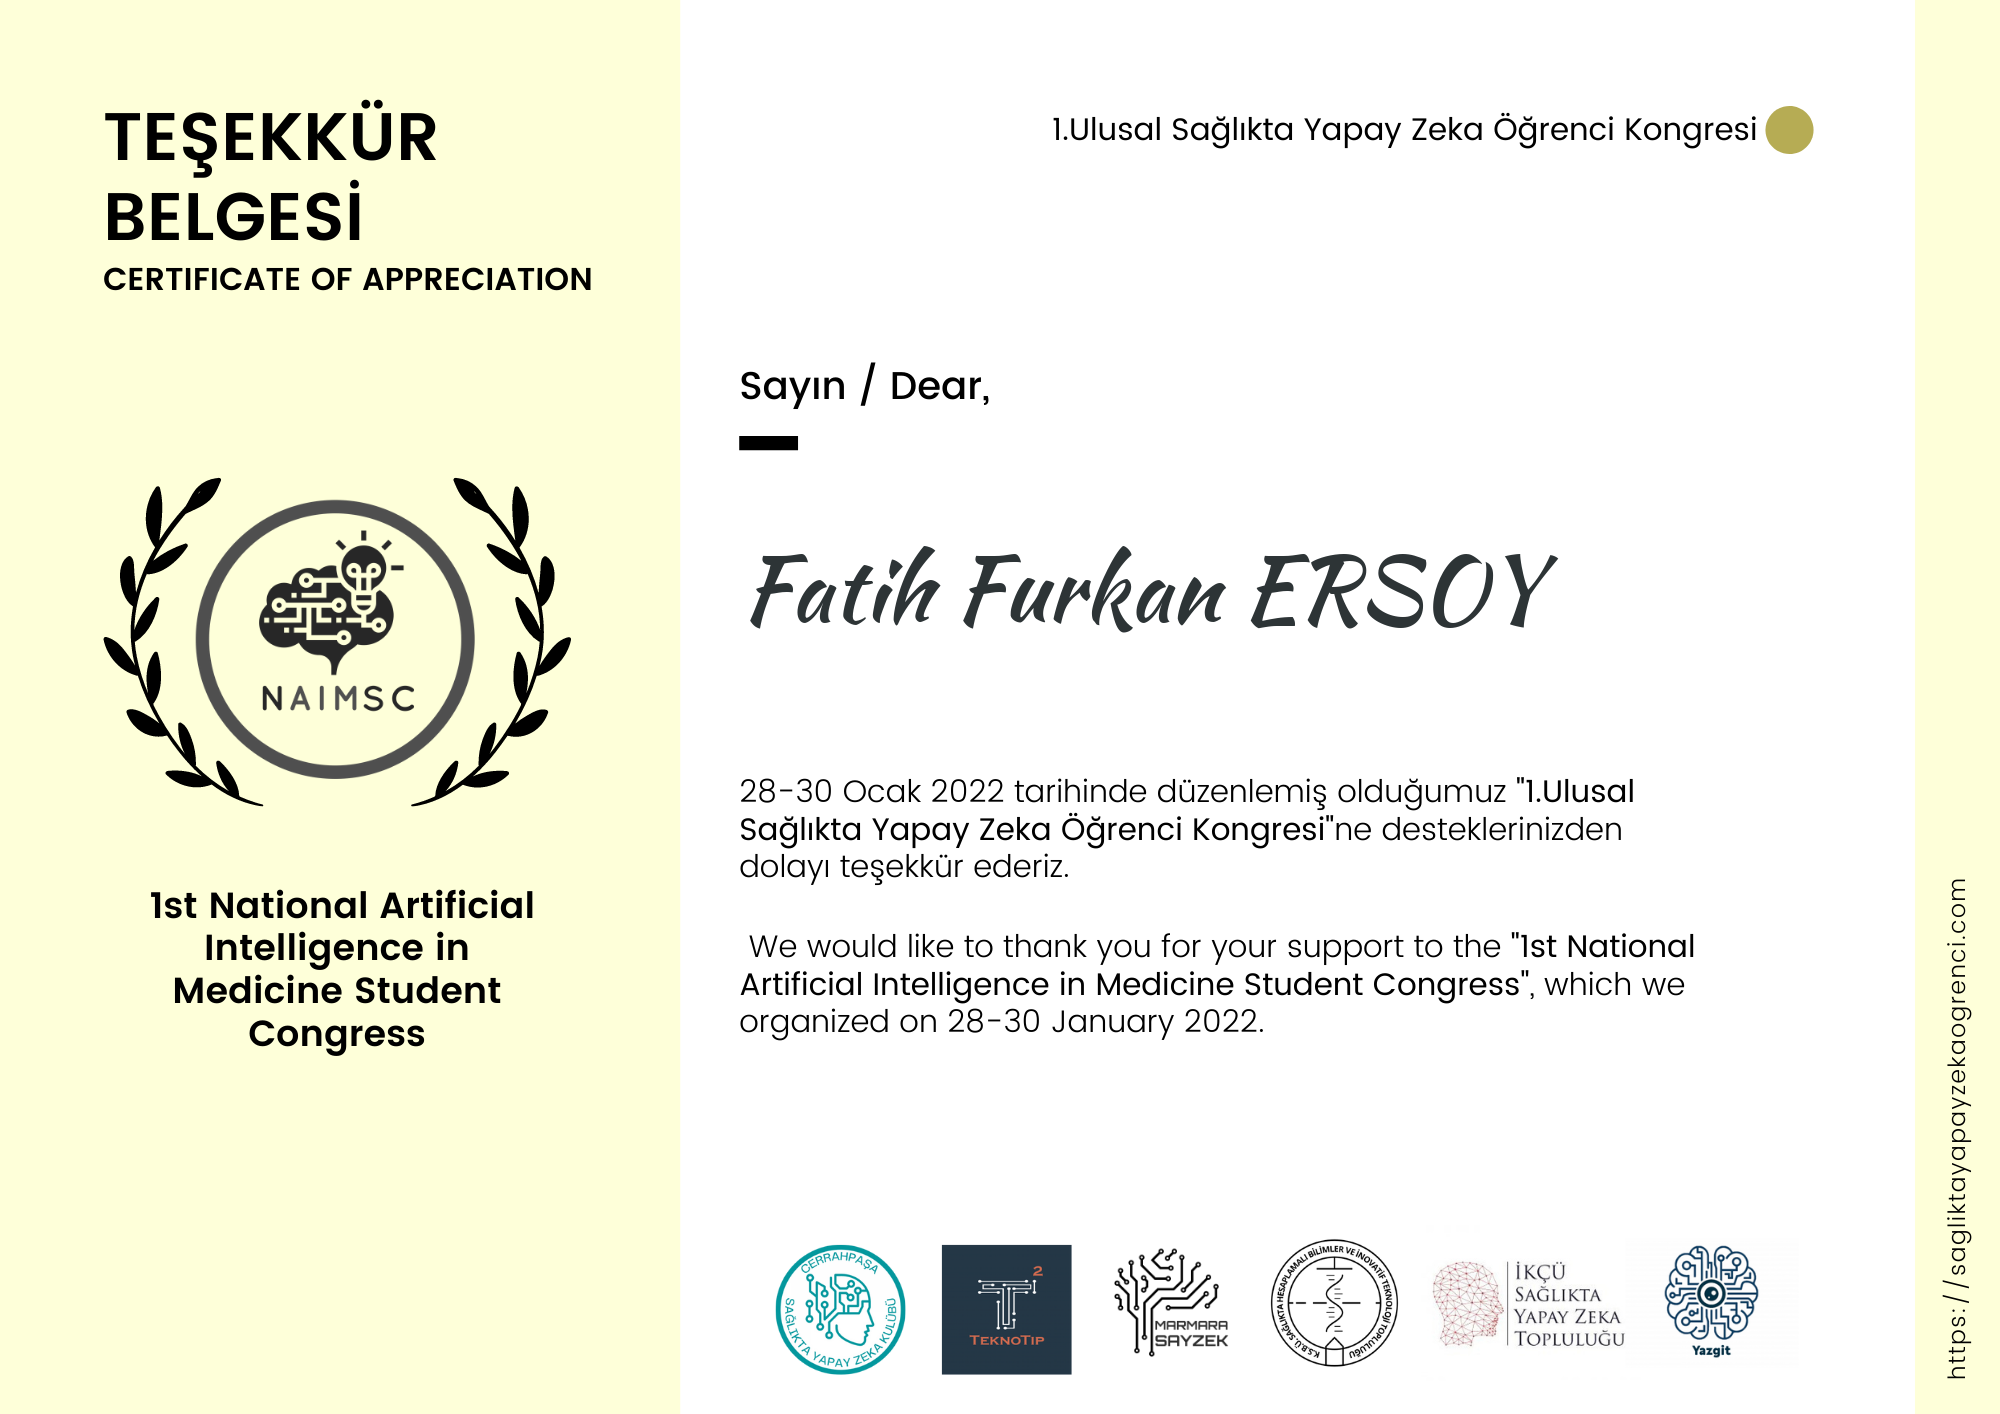 TEŞEKKÜR
BELGESİ
CERTIFICATE OF APPRECIATION
NAIMSC
1st National Artificial
Intelligence in
Medicine Student
Congress
1.Ulusal Sağlıkta Yapay Zeka Öğrenci Kongresi
Sayın / Dear,
Fatih Furkan ERSOY
28-30 Ocak 2022 tarihinde düzenlemiş olduğumuz "1.Ulusal
Sağlıkta Yapay Zeka Öğrenci Kongresi"ne desteklerinizden
dolayı teşekkür ederiz.
We would like to thank you for your support to the "1st National
Artificial Intelligence in Medicine Student Congress", which we
organized on 28-30 January 2022.
CERRAHPAŞA
SAĞLIKTA YAPAY ZEKA KULÜBÜ
2
TEKNOTIP
MARMARA
SAYZEK
K.S.B.Ü. SAĞLIKTA HESAPLAMALI BİLİMLER VE İNOVATİF TEKNOLOJİ TOPLULUĞU
İKÇÜ
SAĞLIKTA
YAPAY ZEKA
TOPLULUĞU
Yazgit
https://sagliktayapayzekaogrenci.com